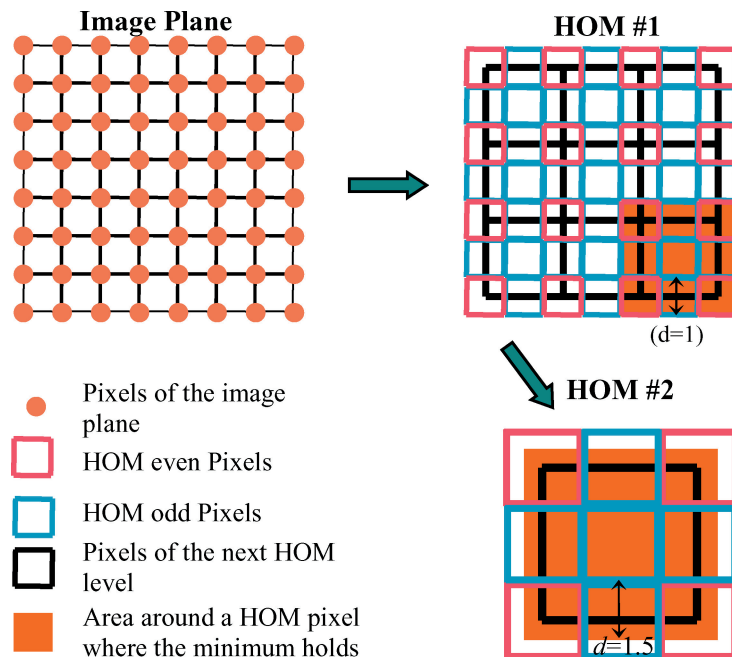 Image Plane
HOM #1
(d=1)
HOM #2
Pixels of the image
plane
HOM even Pixels
HOM odd Pixels
Pixels of the next HOM
level
Area around a HOM pixel
where the minimum holds
d=1.5